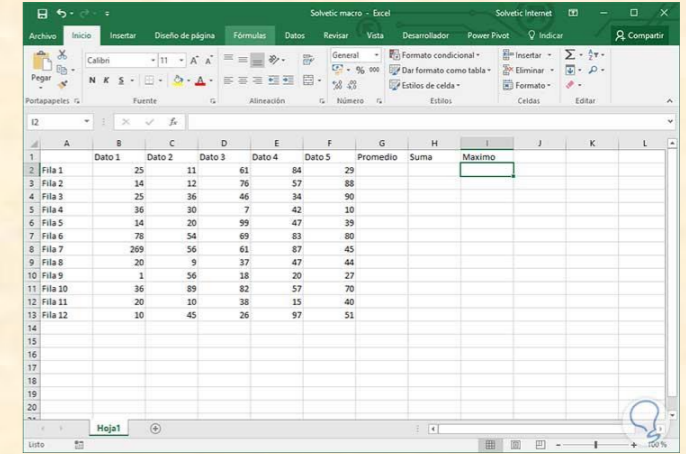 Solvetic macro - Excel
Solvetic Internet
Archivo Inicio Insertar Diseño de página Fórmulas Datos Revisar Vista Desarrollador Power Pivot Indicar Compartir
Calibri 11 General Formato condicional Insertar
Pegar N K S % 000 Dar formato como tabla Eliminar
Estilos de celda Formato
Portapapeles Fuente Alineación Número Estilos Celdas Editar
I2 fx
A B C D E F G H I J K L
1 Dato 1 Dato 2 Dato 3 Dato 4 Dato 5 Promedio Suma Maximo
2 Fila 1 25 11 61 84 29
3 Fila 2 14 12 76 57 88
4 Fila 3 25 36 46 34 90
5 Fila 4 36 30 7 42 10
6 Fila 5 14 20 99 47 39
7 Fila 6 78 54 69 83 80
8 Fila 7 269 56 61 87 45
9 Fila 8 20 9 37 47 44
10 Fila 9 1 56 18 20 27
11 Fila 10 36 89 82 57 70
12 Fila 11 20 10 38 15 40
13 Fila 12 10 45 26 97 51
14
15
16
17
18
19
20
Hoja1
Listo 100 %